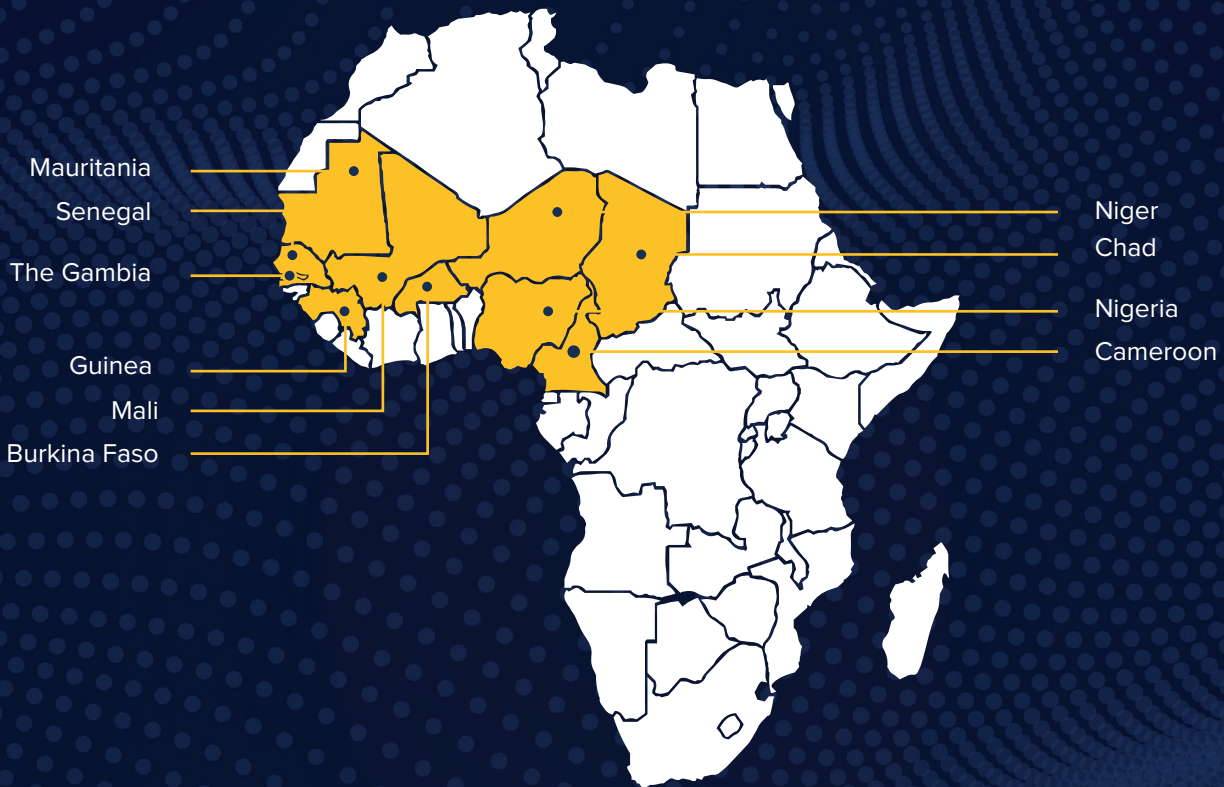 Mauritania
Senegal
The Gambia
Guinea
Mali
Burkina Faso
Niger
Chad
Nigeria
Cameroon